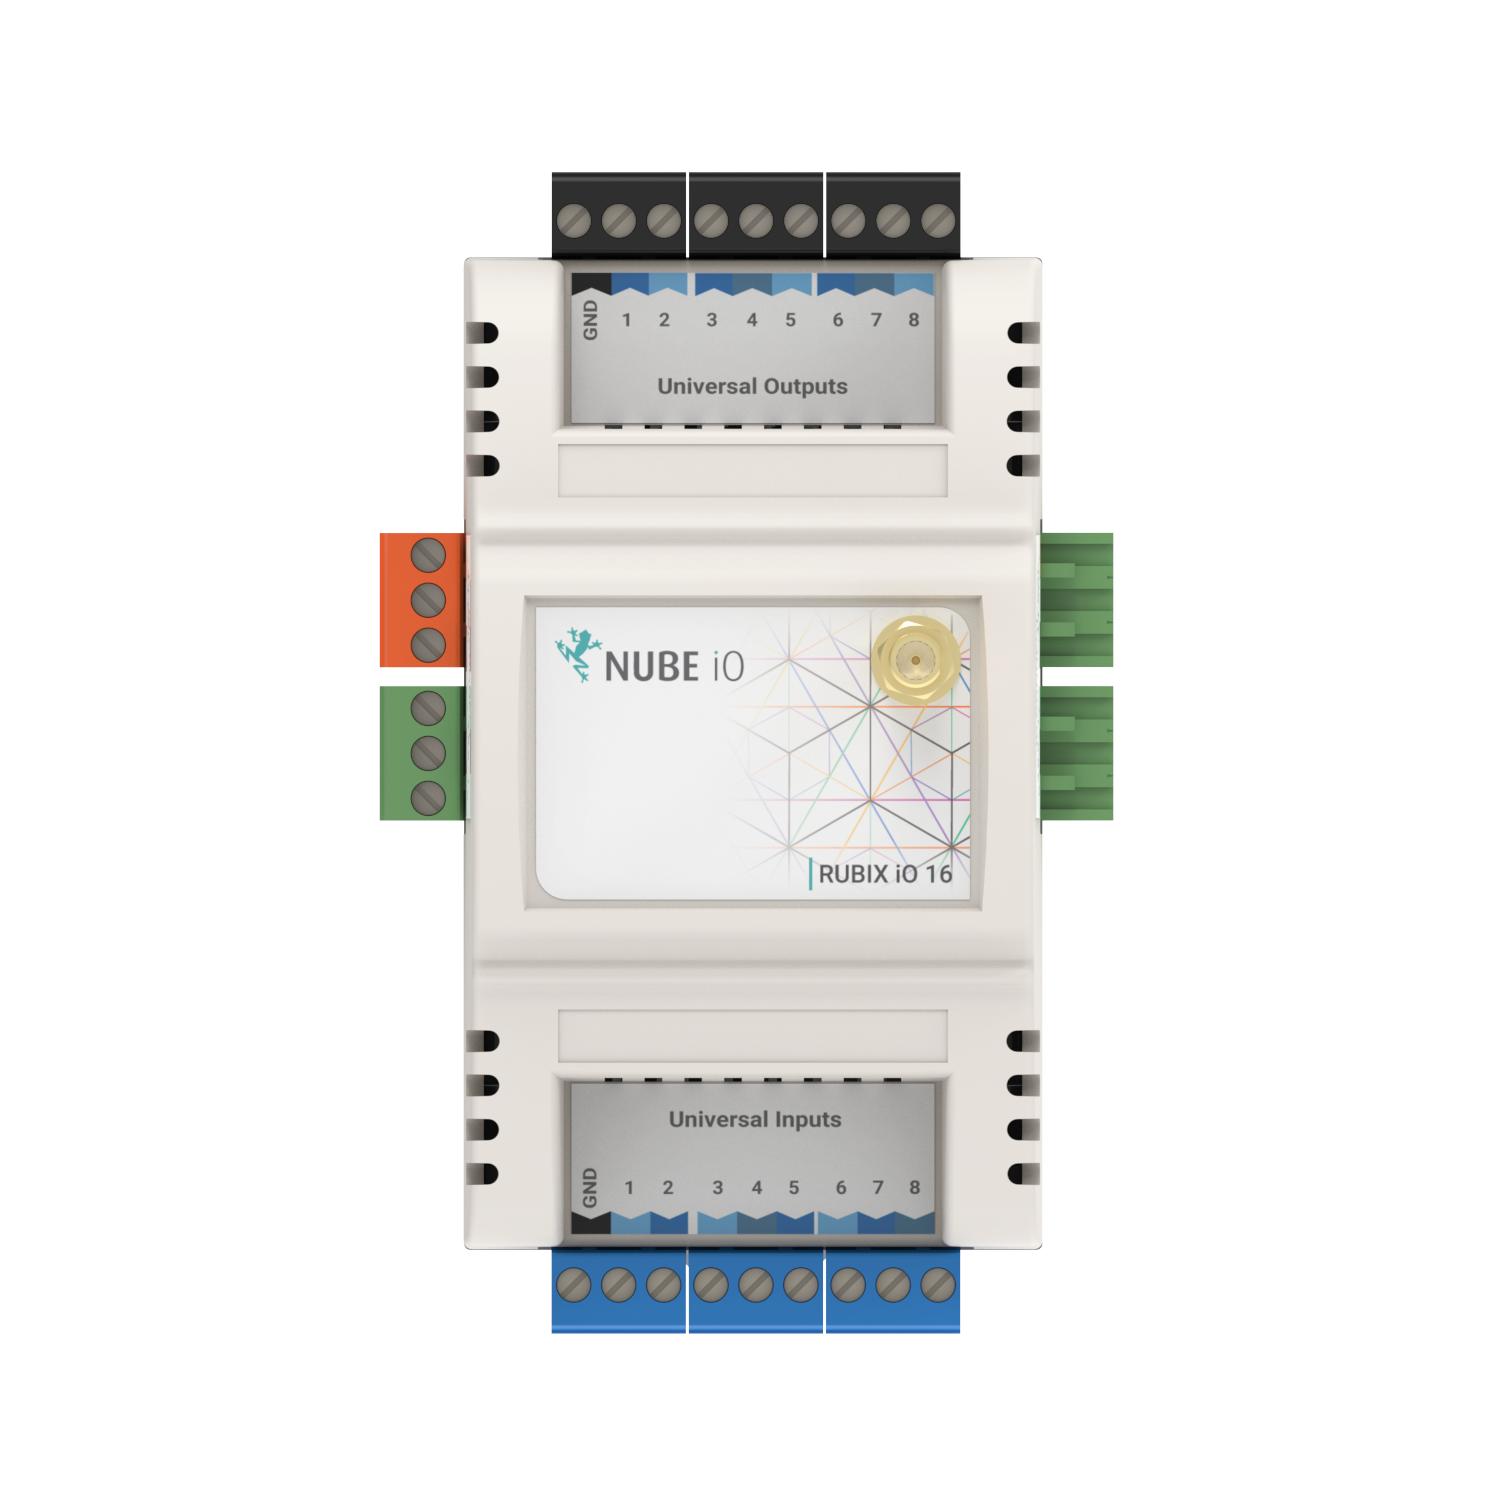 GND 1 2 3 4 5 6 7 8
Universal Outputs
NUBE iO
RUBIX iO 16
Universal Inputs
GND 1 2 3 4 5 6 7 8